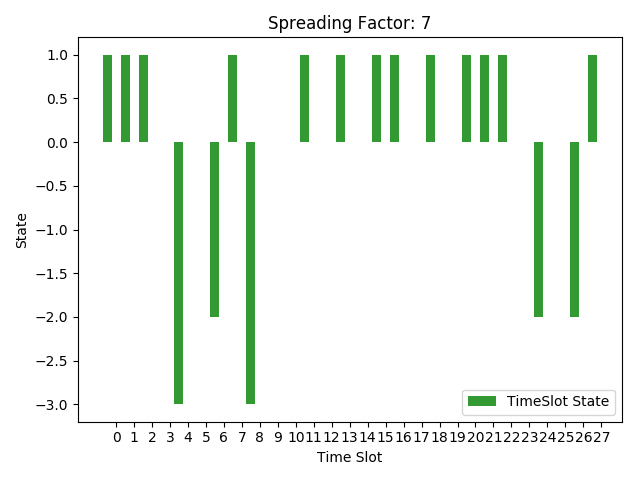 Spreading Factor: 7
1.0
0.5
0.0
−0.5
−1.0
−1.5
−2.0
−2.5
−3.0
State
TimeSlot State
0 1 2 3 4 5 6 7 8 9 10 11 12 13 14 15 16 17 18 19 20 21 22 23 24 25 26 27
Time Slot